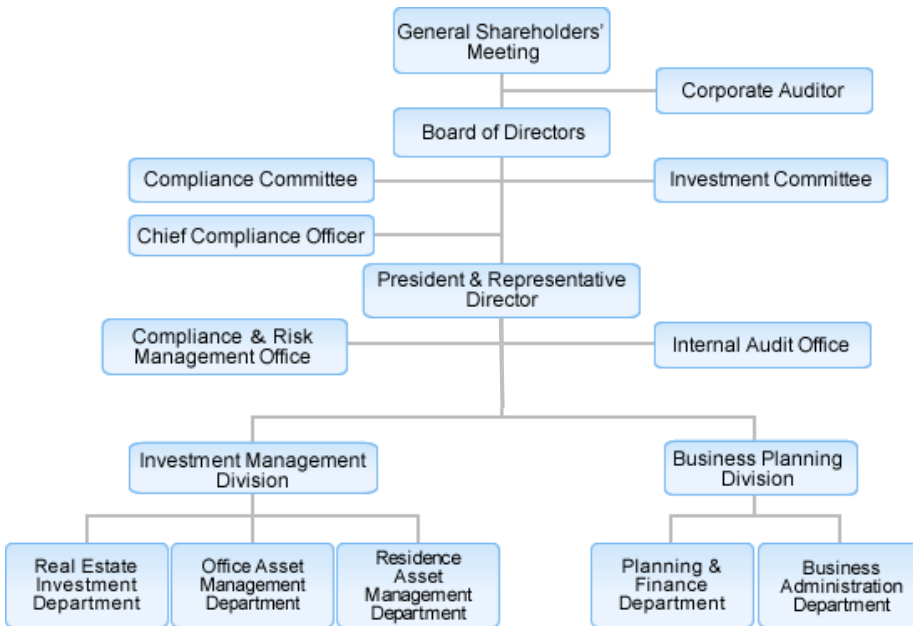 General Shareholders'
Meeting
Corporate Auditor
Board of Directors
Compliance Committee
Investment Committee
Chief Compliance Officer
President & Representative
Director
Compliance & Risk
Management Office
Internal Audit Office
Investment Management
Division
Business Planning
Division
Real Estate
Investment
Department
Office Asset
Management
Department
Residence
Asset
Management
Department
Planning &
Finance
Department
Business
Administration
Department